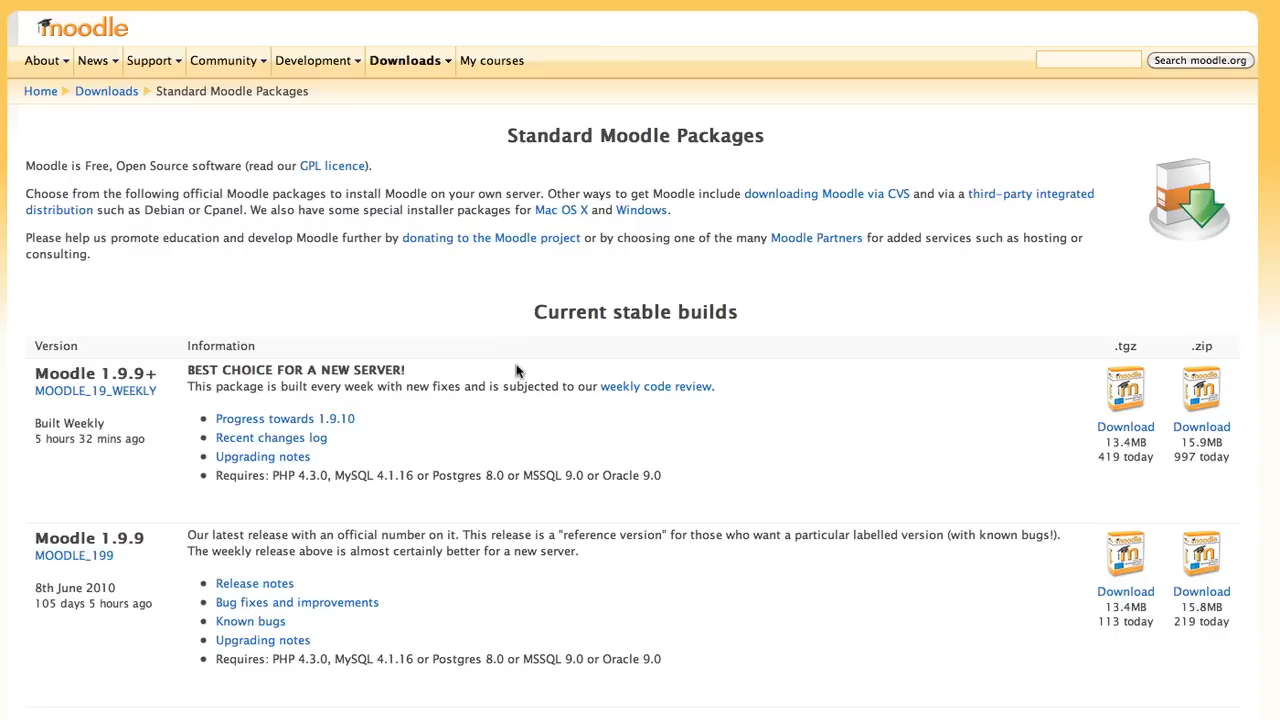 moodle
About News Support Community Development Downloads My courses Search moodle.org
Home Downloads Standard Moodle Packages
Standard Moodle Packages
Moodle is Free, Open Source software (read our GPL licence).
Choose from the following official Moodle packages to install Moodle on your own server. Other ways to get Moodle include downloading Moodle via CVS and via a third-party integrated
distribution such as Debian or Cpanel. We also have some special installer packages for Mac OS X and Windows.
Please help us promote education and develop Moodle further by donating to the Moodle project or by choosing one of the many Moodle Partners for added services such as hosting or
consulting.
Current stable builds
Version Information .tgz .zip
Moodle 1.9.9+
MOODLE_19_WEEKLY
Built Weekly
5 hours 32 mins ago
BEST CHOICE FOR A NEW SERVER!
This package is built every week with new fixes and is subjected to our weekly code review.
Progress towards 1.9.10
Recent changes log
Upgrading notes
Requires: PHP 4.3.0, MySQL 4.1.16 or Postgres 8.0 or MSSQL 9.0 or Oracle 9.0
moodle
m
Download
13.4MB
419 today
moodle
m
Download
15.9MB
997 today
Moodle 1.9.9
MOODLE_199
8th June 2010
105 days 5 hours ago
Our latest release with an official number on it. This release is a "reference version" for those who want a particular labelled version (with known bugs!).
The weekly release above is almost certainly better for a new server.
Release notes
Bug fixes and improvements
Known bugs
Upgrading notes
Requires: PHP 4.3.0, MySQL 4.1.16 or Postgres 8.0 or MSSQL 9.0 or Oracle 9.0
moodle
m
Download
13.4MB
113 today
moodle
m
Download
15.8MB
219 today